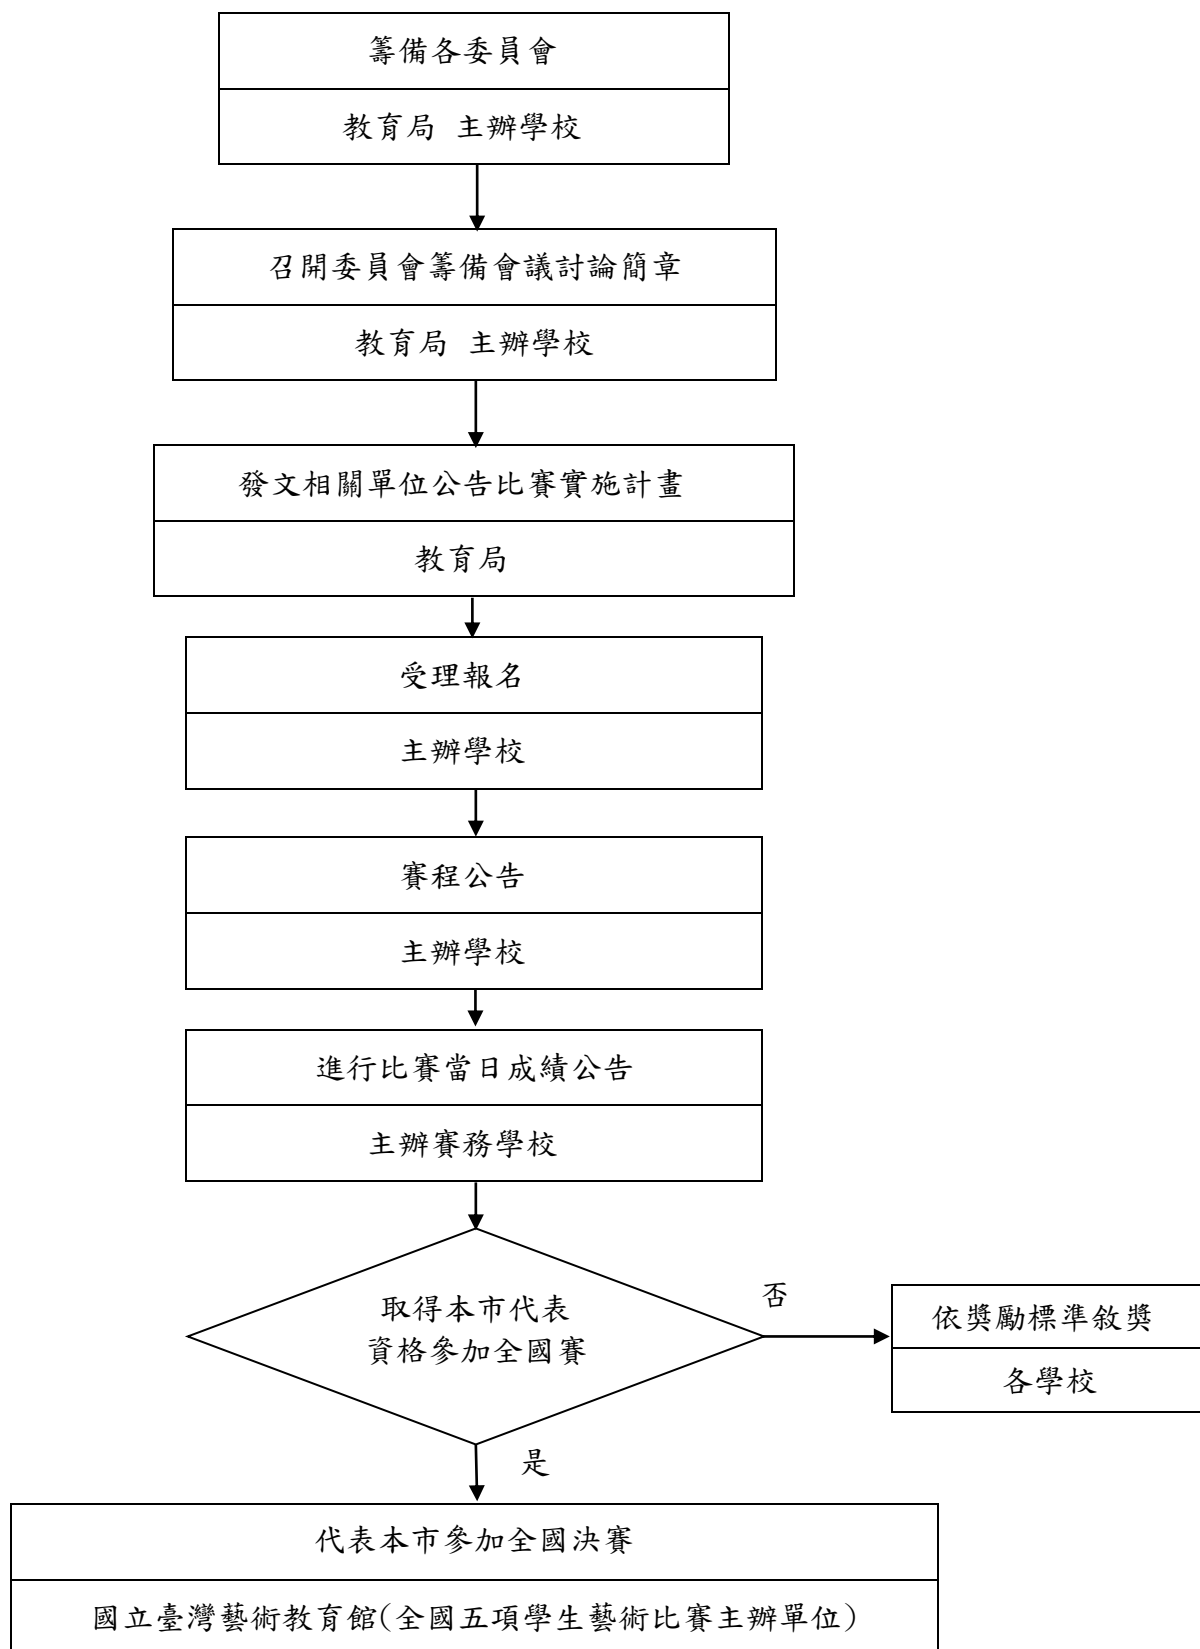 籌備各委員會
教育局 主辦學校
召開委員會籌備會議討論簡章
教育局 主辦學校
發文相關單位公告比賽實施計畫
教育局
受理報名
主辦學校
賽程公告
主辦學校
進行比賽當日成績公告
主辦賽務學校
取得本市代表
資格參加全國賽
否
依獎勵標準敘獎
各學校
是
代表本市參加全國決賽
國立臺灣藝術教育館(全國五項學生藝術比賽主辦單位)